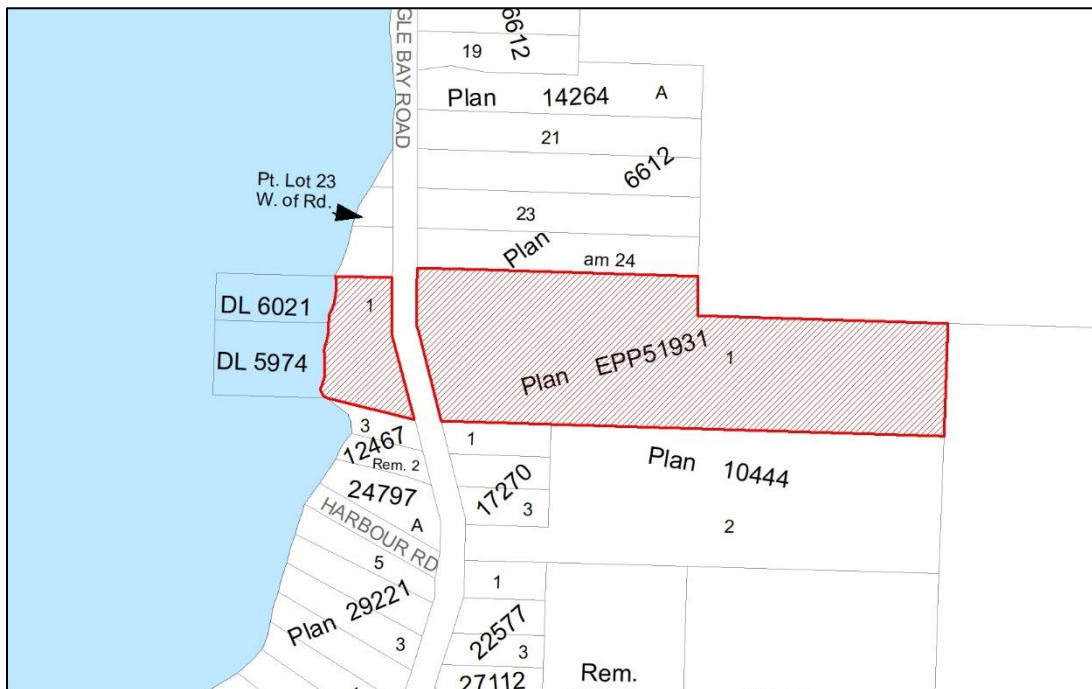 6612
19
GLE BAY ROAD
Plan 14264 A
21
6612
Pt. Lot 23
W. of Rd.
23
Plan
am 24
DL 6021
1
DL 5974
Plan EPP51931
1
3
12467
Rem. 2
24797
A
HARBOUR RD
5
Plan 29221
3
1
17270
3
Plan 10444
2
1
22577
3
27112
Rem.